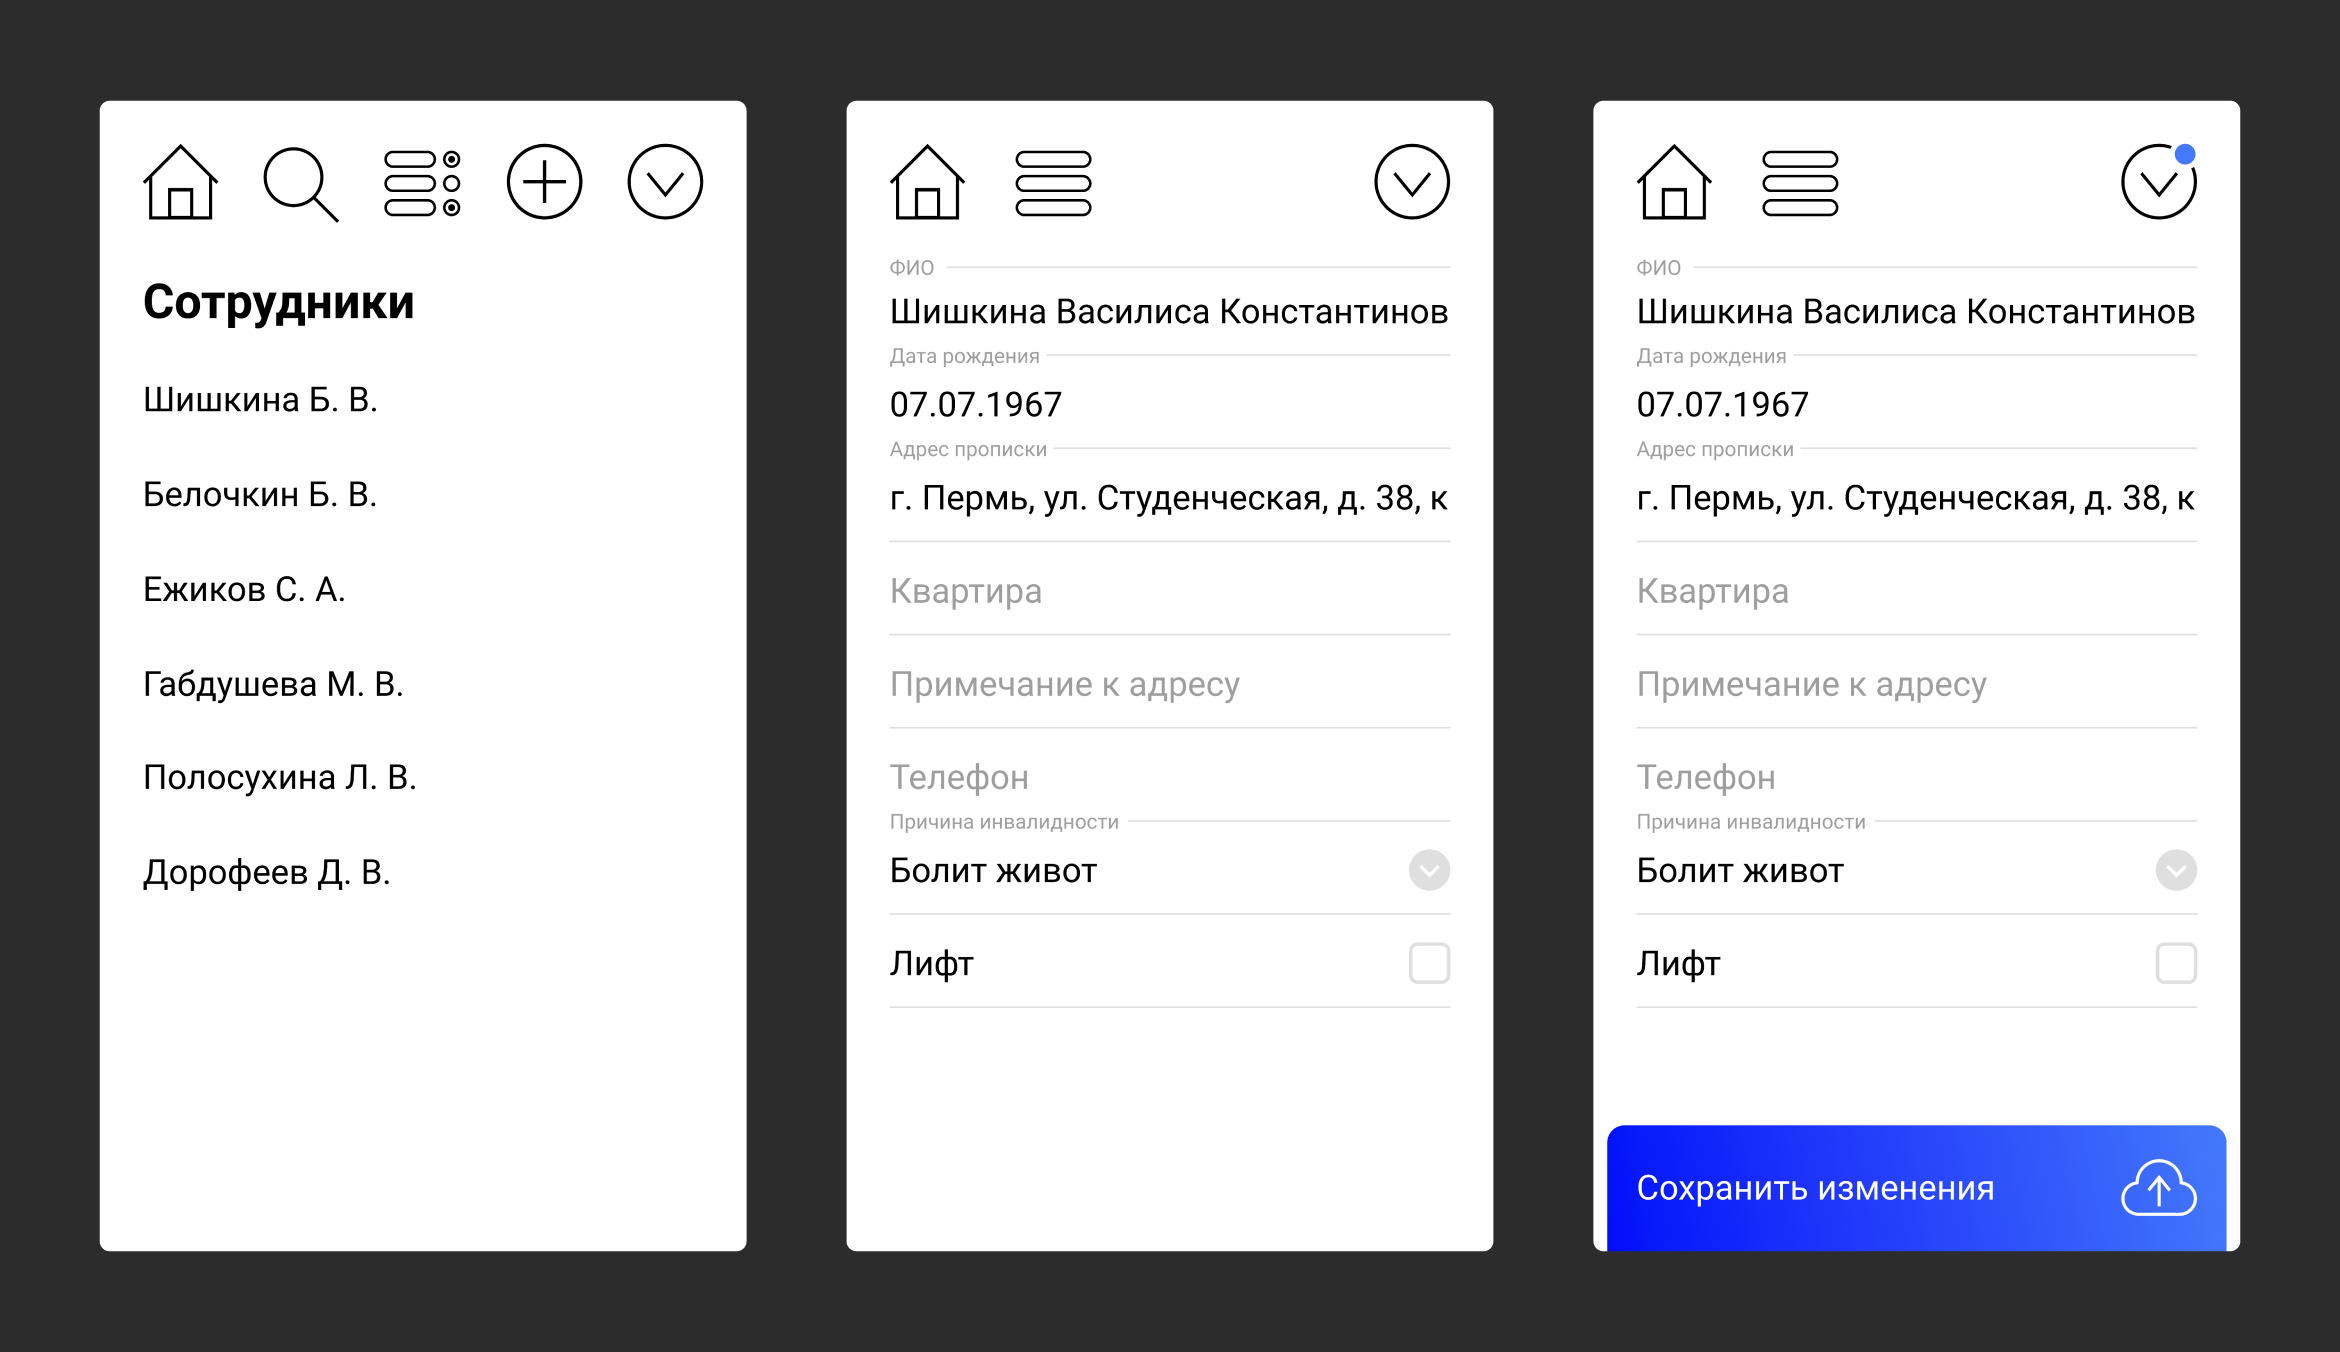 Сотрудники
Шишкина Б. В.
Белочкин Б. В.
Ежиков С. А.
Габдушева М. В.
Полосухина Л. В.
Дорофеев Д. В.
ФИО
Шишкина Василиса Константинов
Дата рождения
07.07.1967
Адрес прописки
г. Пермь, ул. Студенческая, д. 38, к
Квартира
Примечание к адресу
Телефон
Причина инвалидности
Болит живот
Лифт
ФИО
Шишкина Василиса Константинов
Дата рождения
07.07.1967
Адрес прописки
г. Пермь, ул. Студенческая, д. 38, к
Квартира
Примечание к адресу
Телефон
Причина инвалидности
Болит живот
Лифт
Сохранить изменения